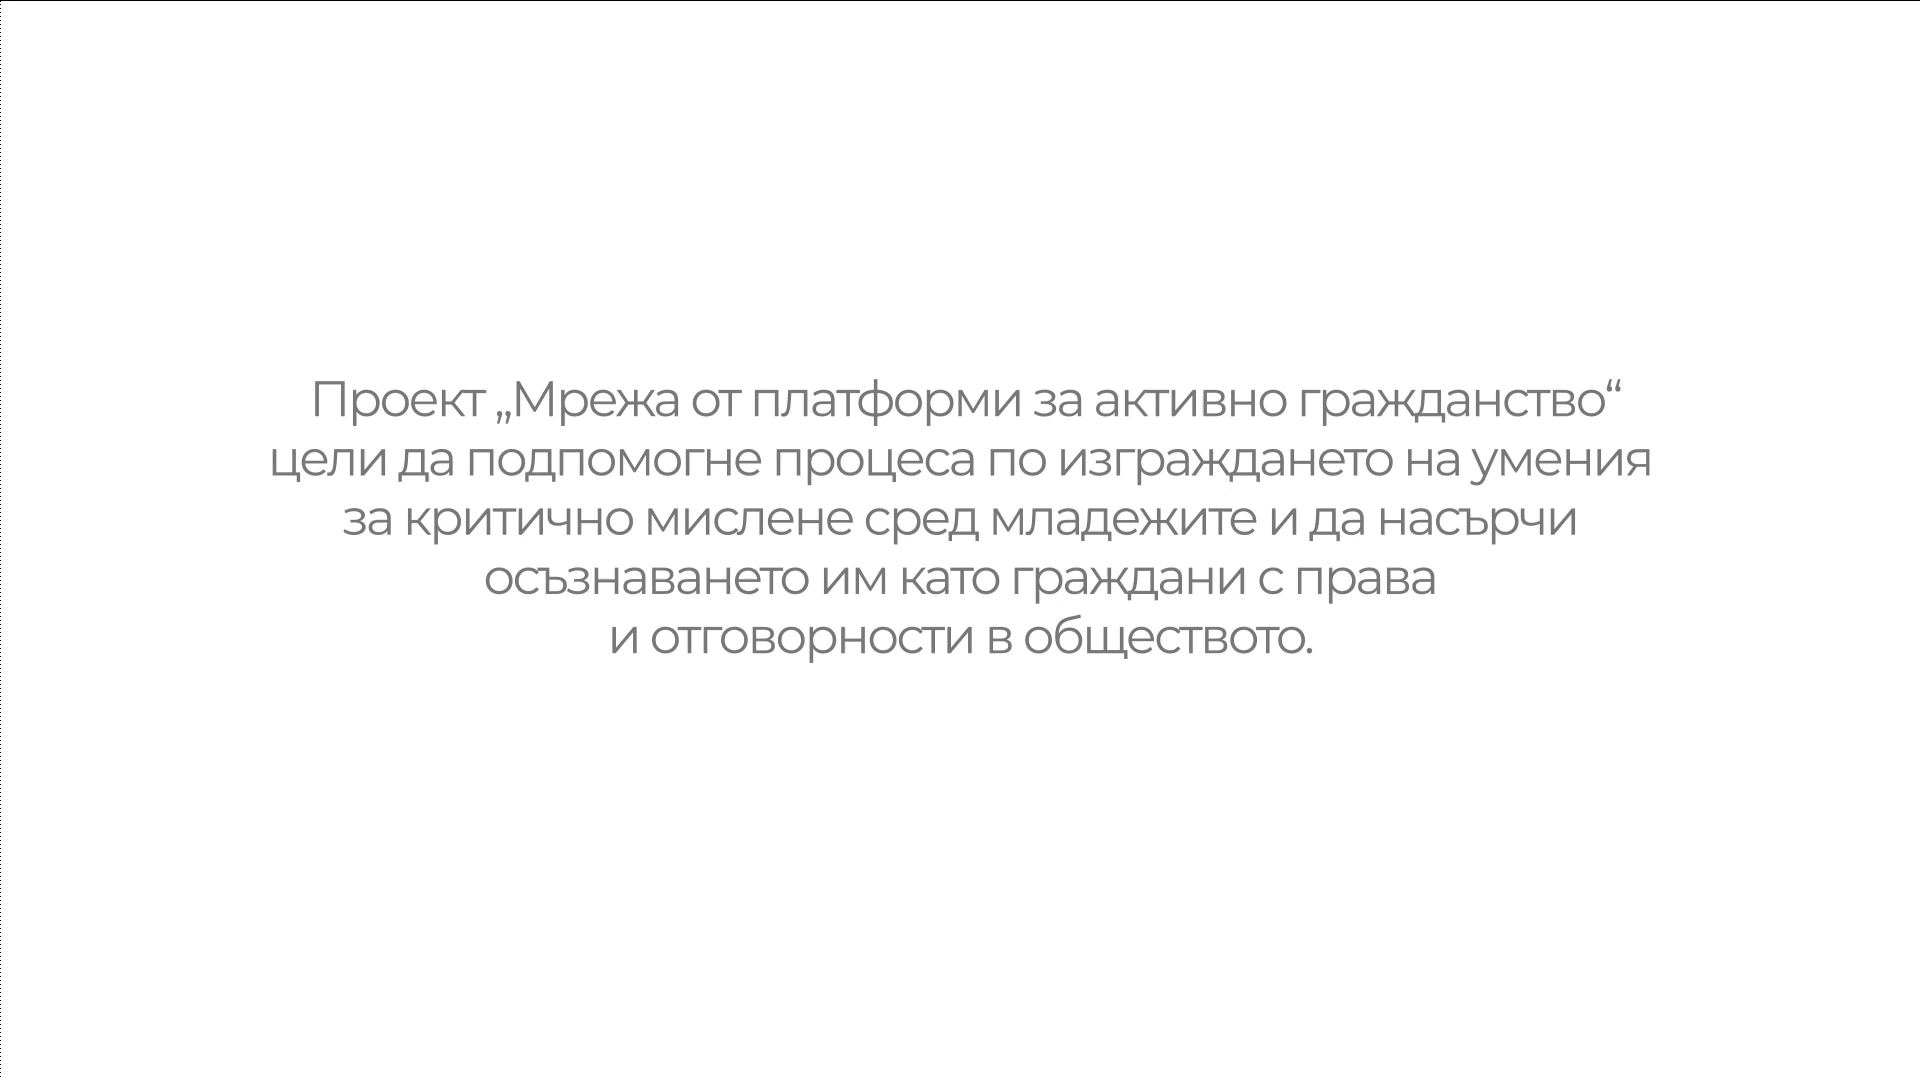 Проект „Мрежа от платформи за активно гражданство“
цели да подпомогне процеса по изграждането на умения
за критично мислене сред младежите и да насърчи
осъзнаването им като граждани с права
и отговорности в обществото.